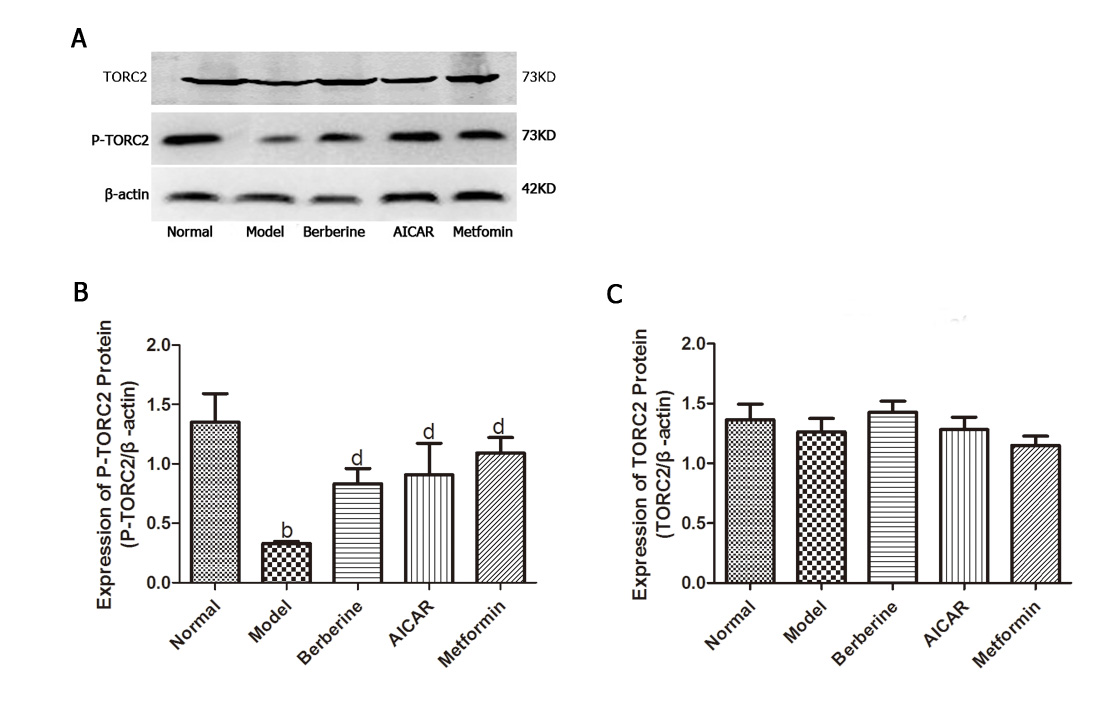 A
TORC2 73KD
P-TORC2 73KD
β-actin 42KD
Normal Model Berberine AICAR Metfomin
B
Expression of P-TORC2 Protein
(P-TORC2/β -actin)
2.0
1.5
1.0
0.5
0.0
b
d
d
d
Normal
Model
Berberine
AICAR
Metformin
C
Expression of TORC2 Protein
(TORC2/β -actin)
2.0
1.5
1.0
0.5
0.0
Normal
Model
Berberine
AICAR
Metformin